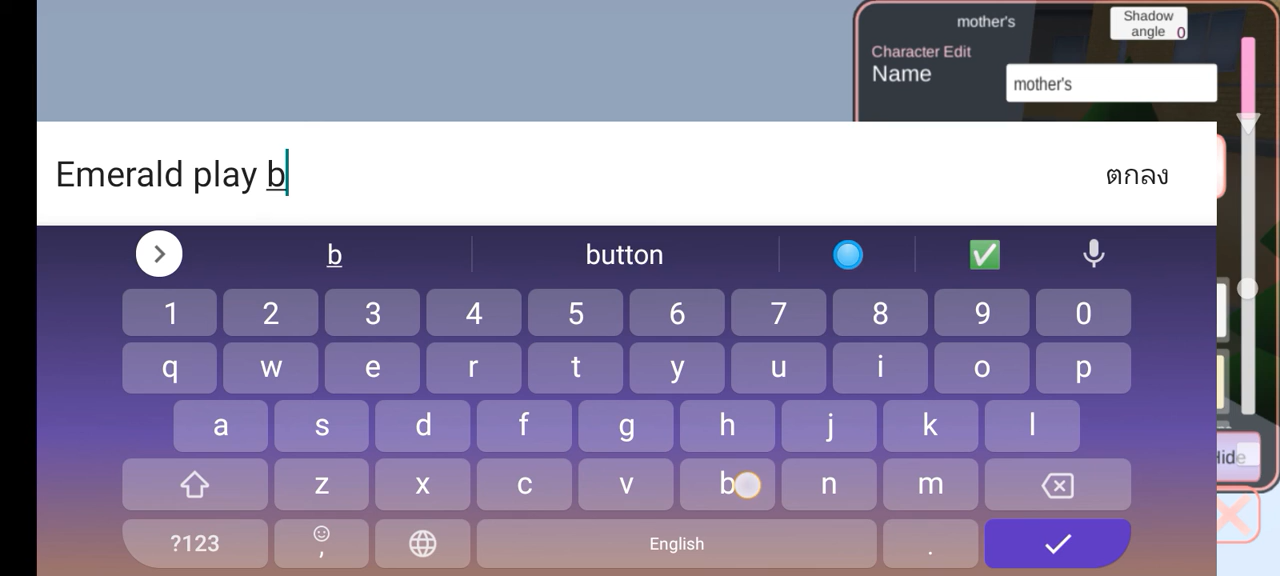 mother's
Shadow
angle 0
Character Edit
Name
mother's
Emerald play b
ตกลง
b
button
1 2 3 4 5 6 7 8 9 0
q w e r t y u i o p
a s d f g h j k l
z x c v b n m
Hide
?123
,
English
.